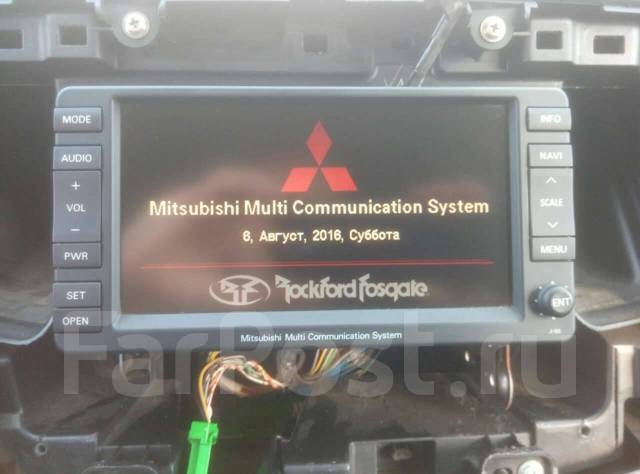 MODE
AUDIO
+
VOL
−
PWR
SET
OPEN
Mitsubishi Multi Communication System
6, Август, 2016, Суббота
Rockford Fosgate
INFO
NAVI
SCALE
MENU
ENT
Mitsubishi Multi Communication System
FarPost.ru